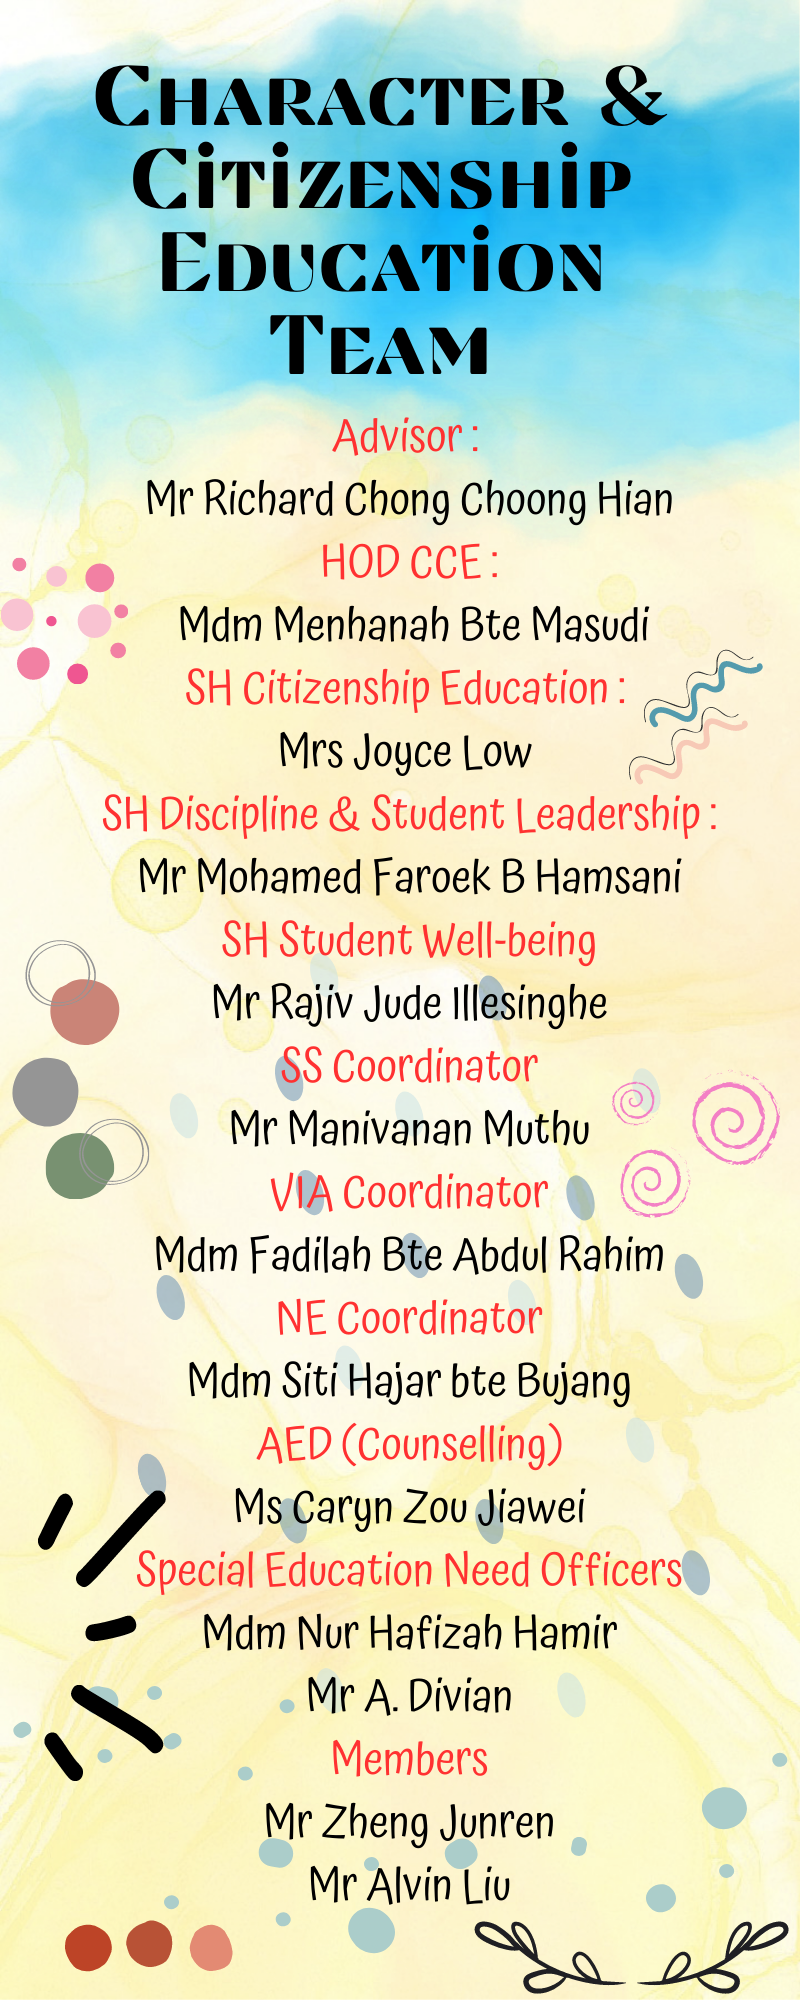 Character &
Citizenship
Education
Team
Advisor :
Mr Richard Chong Choong Hian
HOD CCE :
Mdm Menhanah Bte Masudi
SH Citizenship Education :
Mrs Joyce Low
SH Discipline & Student Leadership :
Mr Mohamed Faroek B Hamsani
SH Student Well-being
Mr Rajiv Jude Illesinghe
SS Coordinator
Mr Manivanan Muthu
VIA Coordinator
Mdm Fadilah Bte Abdul Rahim
NE Coordinator
Mdm Siti Hajar bte Bujang
AED (Counselling)
Ms Caryn Zou Jiawei
Special Education Need Officers
Mdm Nur Hafizah Hamir
Mr A. Divian
Members
Mr Zheng Junren
Mr Alvin Liu